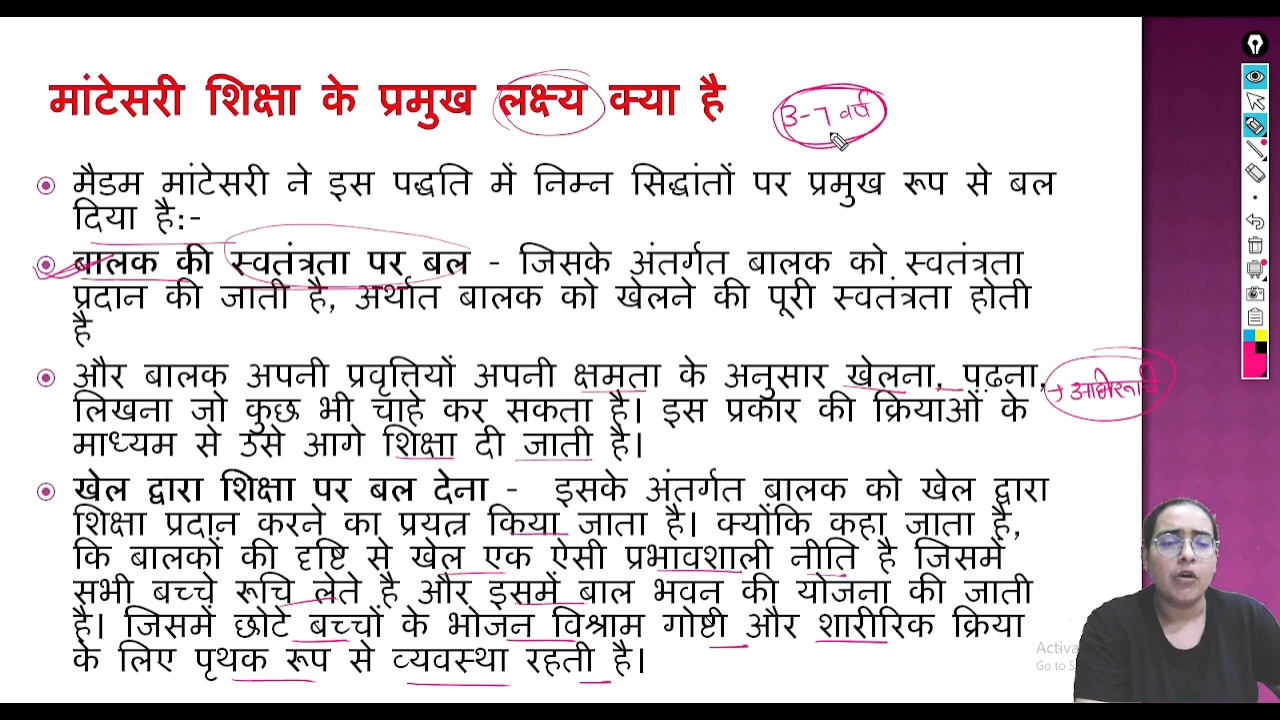 मांटेसरी शिक्षा के प्रमुख लक्ष्य क्या है
3-7 वर्ष
मैडम मांटेसरी ने इस पद्धति में निम्न सिद्धांतों पर प्रमुख रूप से बल
दिया है:-
बालक की स्वतंत्रता पर बल - जिसके अंतर्गत बालक को स्वतंत्रता
प्रदान की जाती है, अर्थात बालक को खेलने की पूरी स्वतंत्रता होती
है
और बालक अपनी प्रवृत्तियों अपनी क्षमता के अनुसार खेलना, पढ़ना,
→ अभिरूचि
लिखना जो कुछ भी चाहे कर सकता है। इस प्रकार की क्रियाओं के
माध्यम से उसे आगे शिक्षा दी जाती है।
खेल द्वारा शिक्षा पर बल देना - इसके अंतर्गत बालक को खेल द्वारा
शिक्षा प्रदान करने का प्रयत्न किया जाता है। क्योंकि कहा जाता है,
कि बालकों की दृष्टि से खेल एक ऐसी प्रभावशाली नीति है जिसमें
सभी बच्चे रूचि लेते है और इसमें बाल भवन की योजना की जाती
है। जिसमें छोटे बच्चों के भोजन विश्राम गोष्टी और शारीरिक क्रिया
के लिए पृथक रूप से व्यवस्था रहती है।
Activa
Go to S